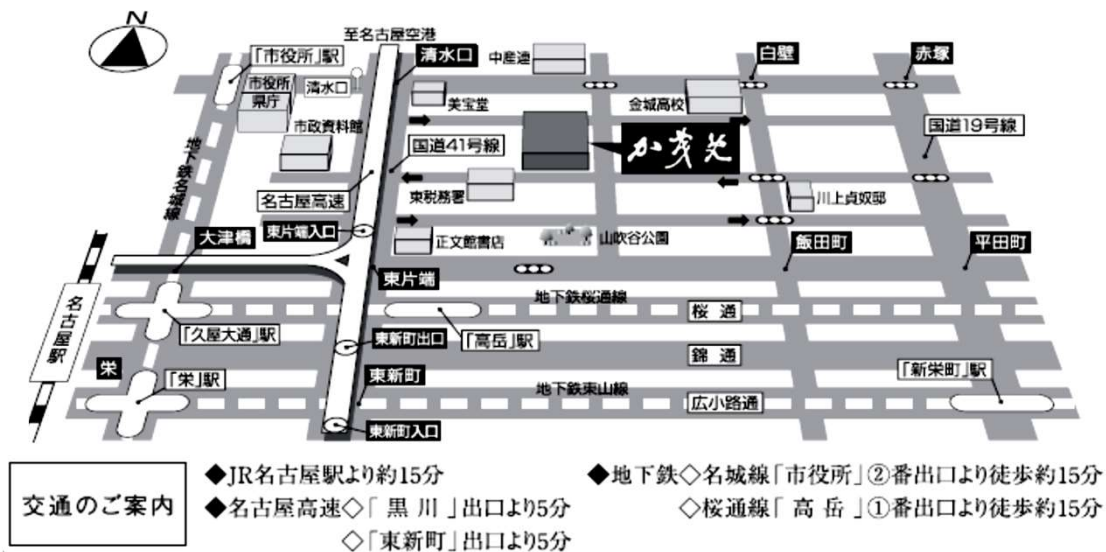 N
至名古屋空港
清水口
中産連
白壁
赤塚
「市役所」駅
市役所
県庁
清水口
美宝堂
金城高校
市政資料館
国道19号線
国道41号線
か茂免
名古屋高速
東税務署
川上貞奴邸
地下鉄名城線
東片端入口
正文館書店
山吹谷公園
大津橋
飯田町
平田町
東片端
名古屋駅
地下鉄桜通線
桜通
「久屋大通」駅
東新町出口
「高岳」駅
錦通
栄
「栄」駅
東新町
地下鉄東山線
「新栄町」駅
広小路通
東新町入口
交通のご案内
◆JR名古屋駅より約15分
◆名古屋高速◇「黒川」出口より5分
◇「東新町」出口より5分
◆地下鉄◇名城線「市役所」②番出口より徒歩約15分
◇桜通線「高岳」①番出口より徒歩約15分